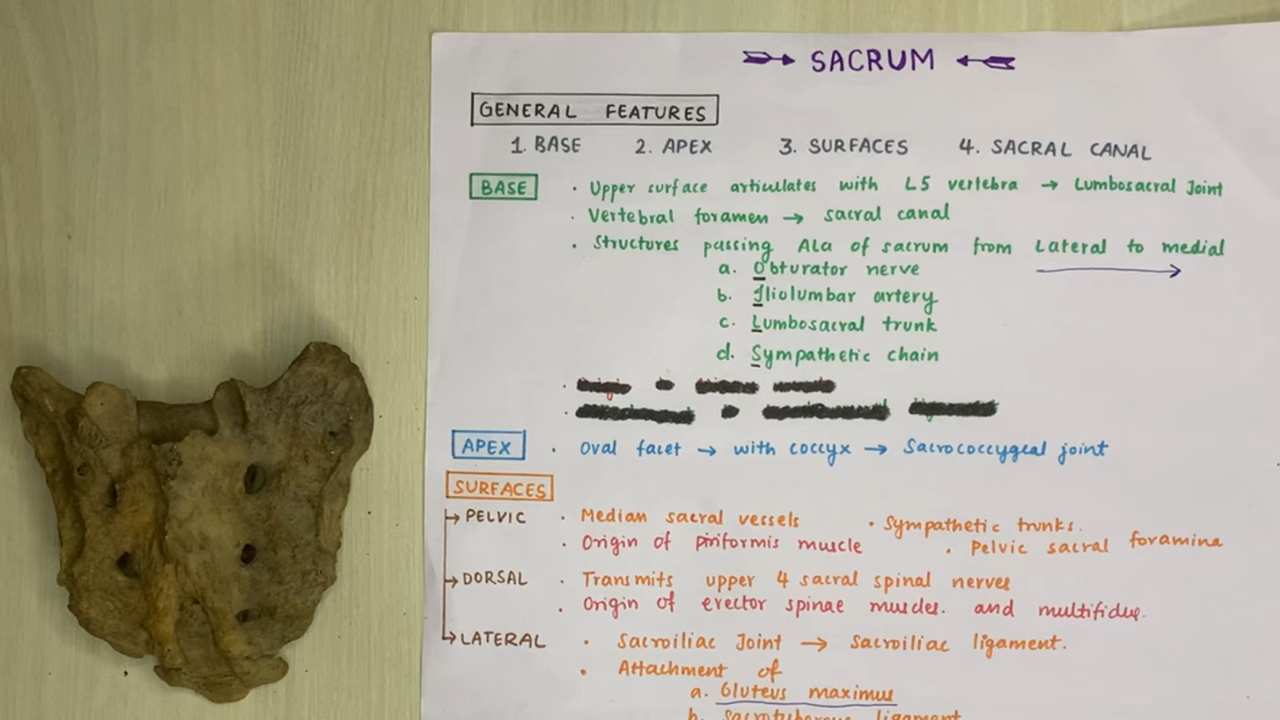 SACRUM
GENERAL FEATURES
1. BASE 2. APEX 3. SURFACES 4. SACRAL CANAL
BASE · Upper surface articulates with L5 vertebra → Lumbosacral Joint
· Vertebral foramen → sacral canal
· Structures passing Ala of sacrum from Lateral to medial
a. Obturator nerve
b. Iliolumbar artery
c. Lumbosacral trunk
d. Sympathetic chain
APEX · Oval facet → with coccyx → Sacrococcygeal joint
SURFACES
→ PELVIC · Median sacral vessels · Sympathetic trunks.
· Origin of piriformis muscle · Pelvic sacral foramina
→ DORSAL · Transmits upper 4 sacral spinal nerves
· Origin of erector spinae muscles. and multifidus.
→ LATERAL · Sacroiliac Joint → Sacroiliac ligament.
· Attachment of
a. Gluteus maximus
b. Sacrotuberous ligament